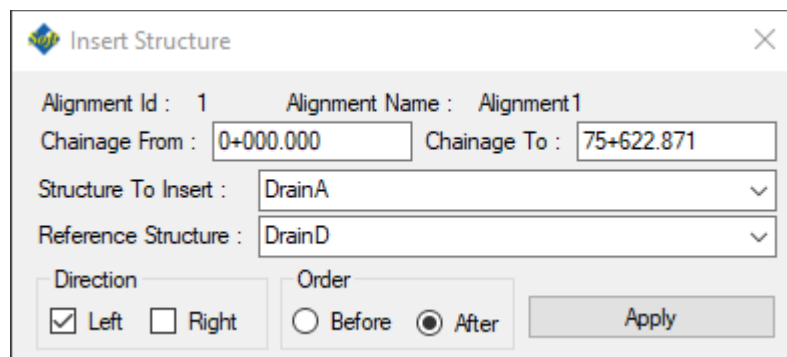 Soft Insert Structure
Alignment Id : 1 Alignment Name : Alignment1
Chainage From : 0+000.000 Chainage To : 75+622.871
Structure To Insert : DrainA
Reference Structure : DrainD
Direction Order
Left Right Before After Apply